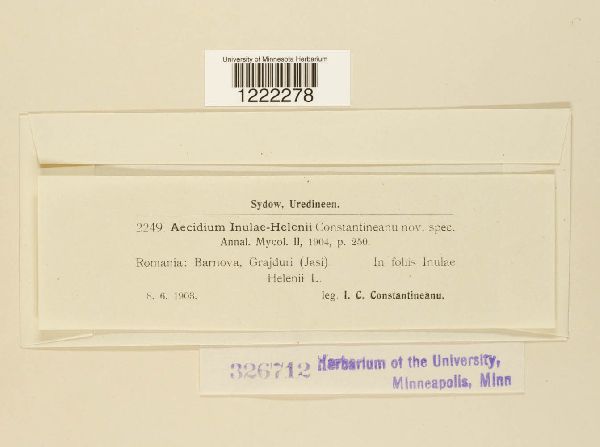 University of Minnesota Herbarium
1222278
Sydow, Uredineen.
2249 Aecidium Inulae-Helenii Constantineanu nov. spec.
Annal. Mycol. II, 1904, p. 250.
Romania: Barnova, Grajduri (Jasi). In foliis Inulae
Helenii L.
8. 6. 1903. leg. I. C. Constantineanu.
326712 Herbarium of the University,
Minneapolis, Minn